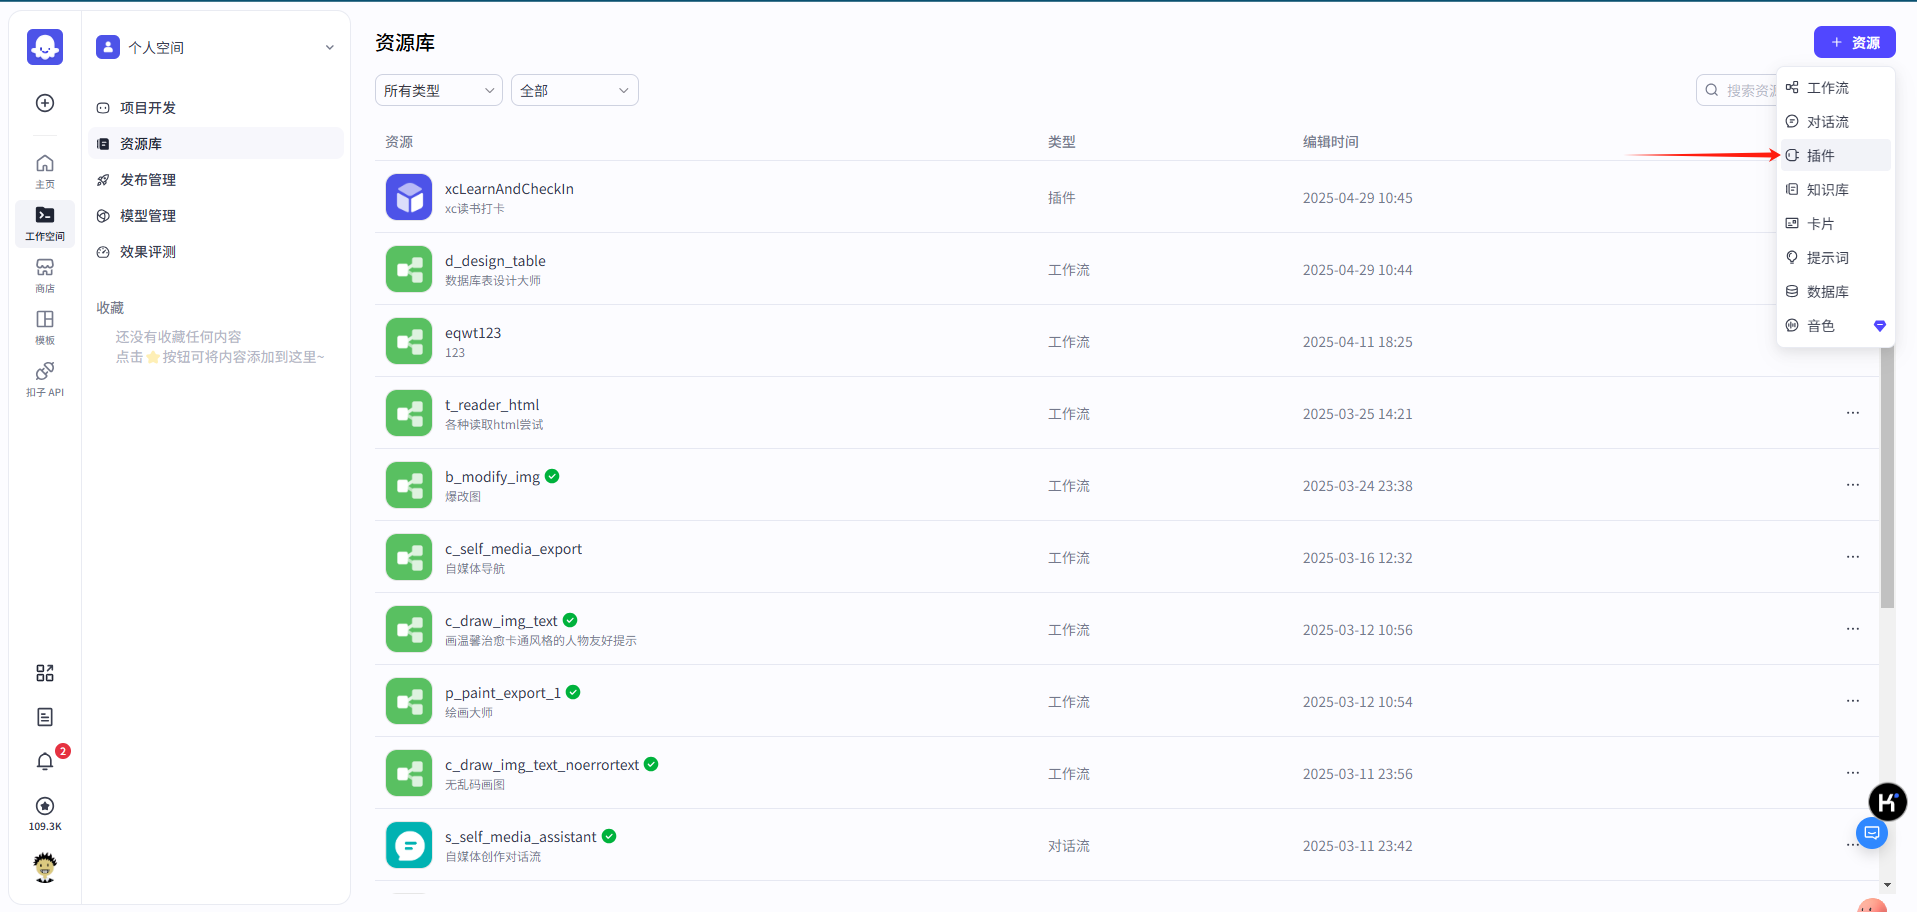 个人空间
项目开发
资源库
发布管理
模型管理
效果评测
收藏
还没有收藏任何内容
点击⭐按钮可将内容添加到这里~
主页
工作空间
商店
模板
扣子 API
2
109.3K
资源库
+ 资源
所有类型
全部
搜索资源
工作流
对话流
插件
知识库
卡片
提示词
数据库
音色
资源 类型 编辑时间
xcLearnAndCheckIn
xc读书打卡
插件
2025-04-29 10:45
d_design_table
数据库表设计大师
工作流
2025-04-29 10:44
eqwt123
123
工作流
2025-04-11 18:25
t_reader_html
各种读取html尝试
工作流
2025-03-25 14:21
b_modify_img
爆改图
工作流
2025-03-24 23:38
c_self_media_export
自媒体导航
工作流
2025-03-16 12:32
c_draw_img_text
画温馨治愈卡通风格的人物友好提示
工作流
2025-03-12 10:56
p_paint_export_1
绘画大师
工作流
2025-03-12 10:54
c_draw_img_text_noerrortext
无乱码画图
工作流
2025-03-11 23:56
s_self_media_assistant
自媒体创作对话流
对话流
2025-03-11 23:42
K